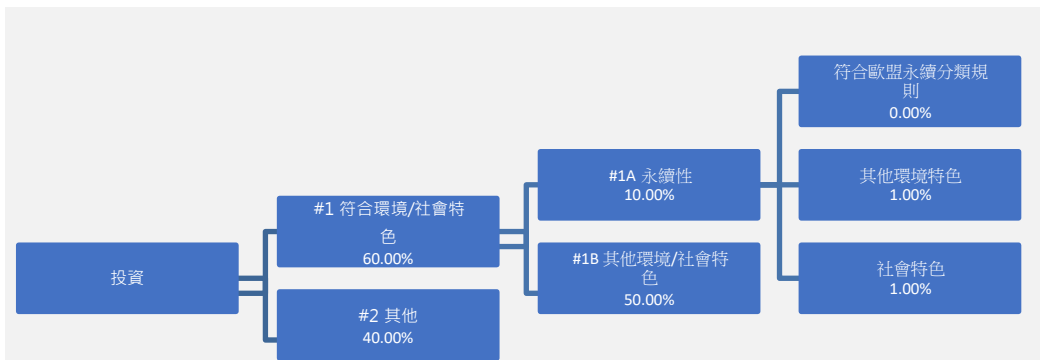 投資
#1 符合環境/社會特
色
60.00%
#2 其他
40.00%
#1A 永續性
10.00%
#1B 其他環境/社會特
色
50.00%
符合歐盟永續分類規
則
0.00%
其他環境特色
1.00%
社會特色
1.00%